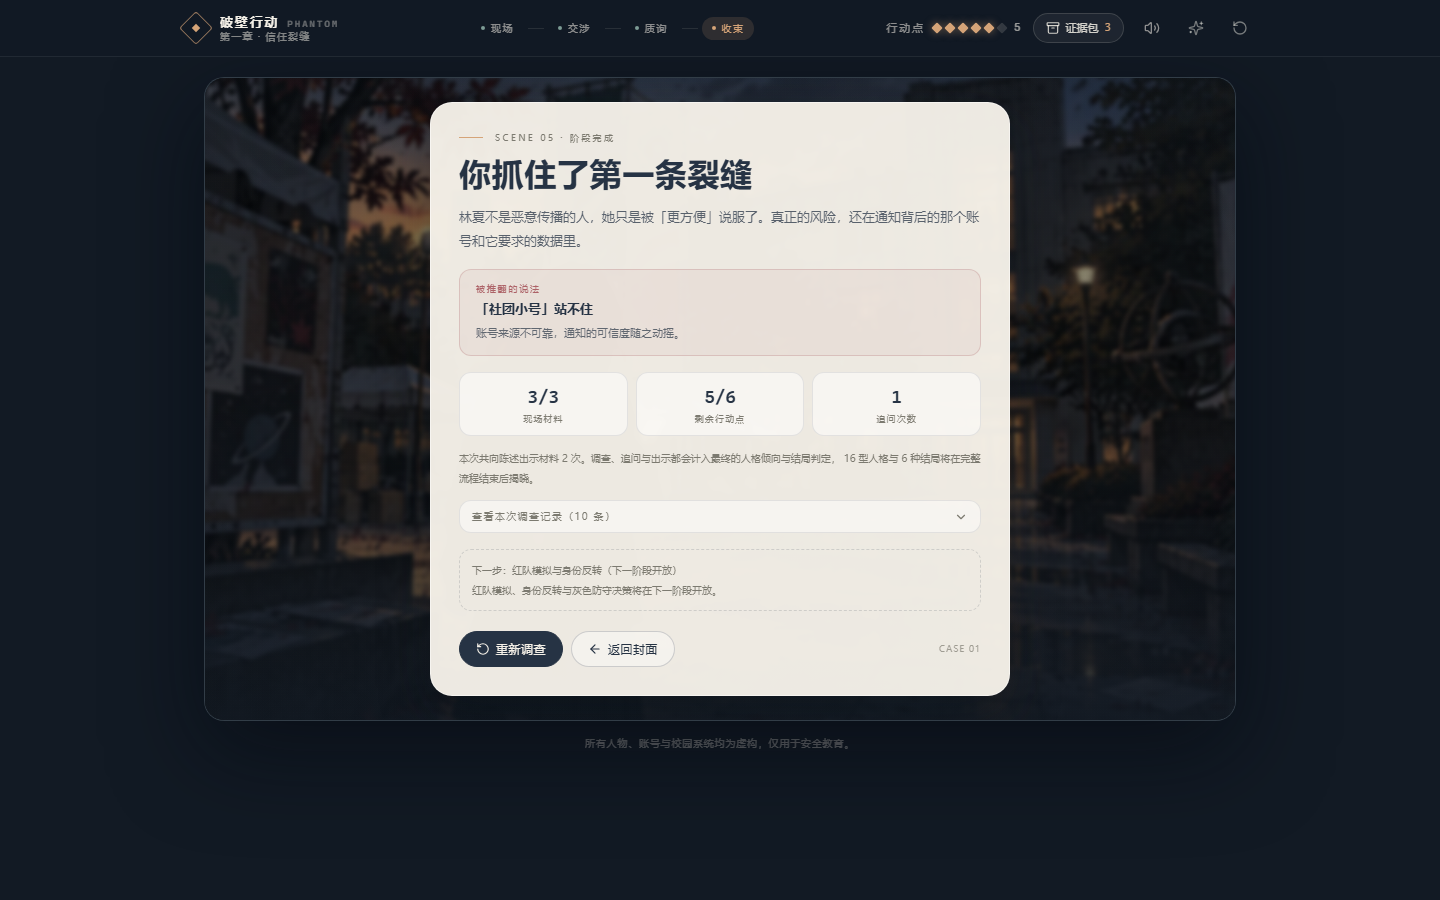 破壁行动 PHANTOM
第一章 · 信任裂缝
现场
交涉
质询
收束
行动点 5
证据包 3
SCENE 05 · 阶段完成
你抓住了第一条裂缝
林夏不是恶意传播的人，她只是被「更方便」说服了。真正的风险，还在通知背后的那个账
号和它要求的数据里。
被推翻的说法
「社团小号」站不住
账号来源不可靠，通知的可信度随之动摇。
3/3
现场材料
5/6
剩余行动点
1
追问次数
本次共向陈述出示材料 2 次。调查、追问与出示都会计入最终的人格倾向与结局判定， 16 型人格与 6 种结局将在完整
流程结束后揭晓。
查看本次调查记录（10 条）
下一步：红队模拟与身份反转（下一阶段开放）
红队模拟、身份反转与灰色防守决策将在下一阶段开放。
重新调查
返回封面
CASE 01
所有人物、账号与校园系统均为虚构，仅用于安全教育。